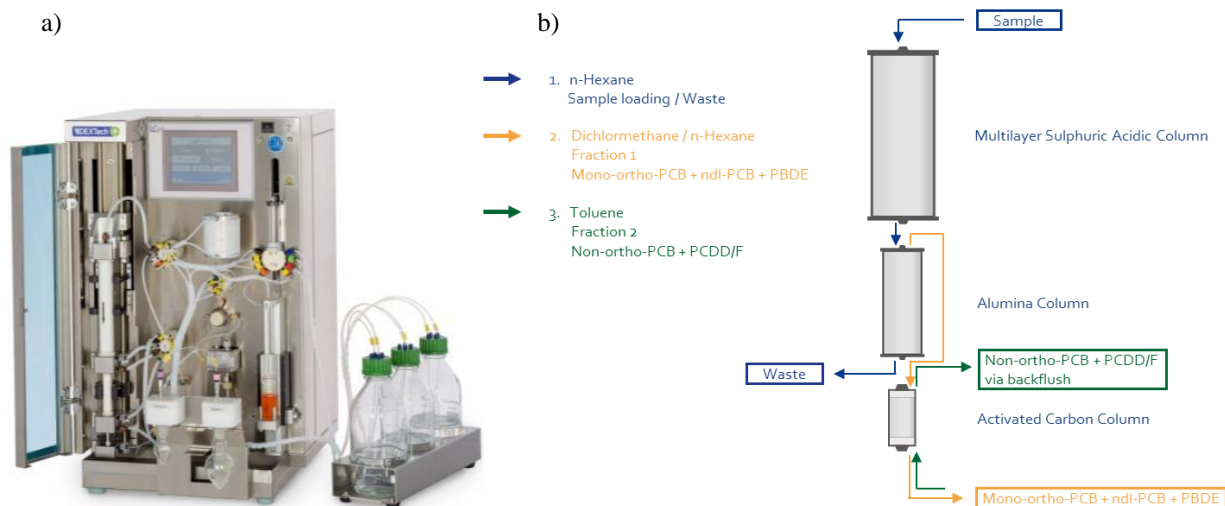 a)
DEXTech
b)
Sample
1. n-Hexane
Sample loading / Waste
2. Dichlormethane / n-Hexane
Fraction 1
Mono-ortho-PCB + ndl-PCB + PBDE
3. Toluene
Fraction 2
Non-ortho-PCB + PCDD/F
Multilayer Sulphuric Acidic Column
Alumina Column
Waste
Non-ortho-PCB + PCDD/F
via backflush
Activated Carbon Column
Mono-ortho-PCB + ndl-PCB + PBDE